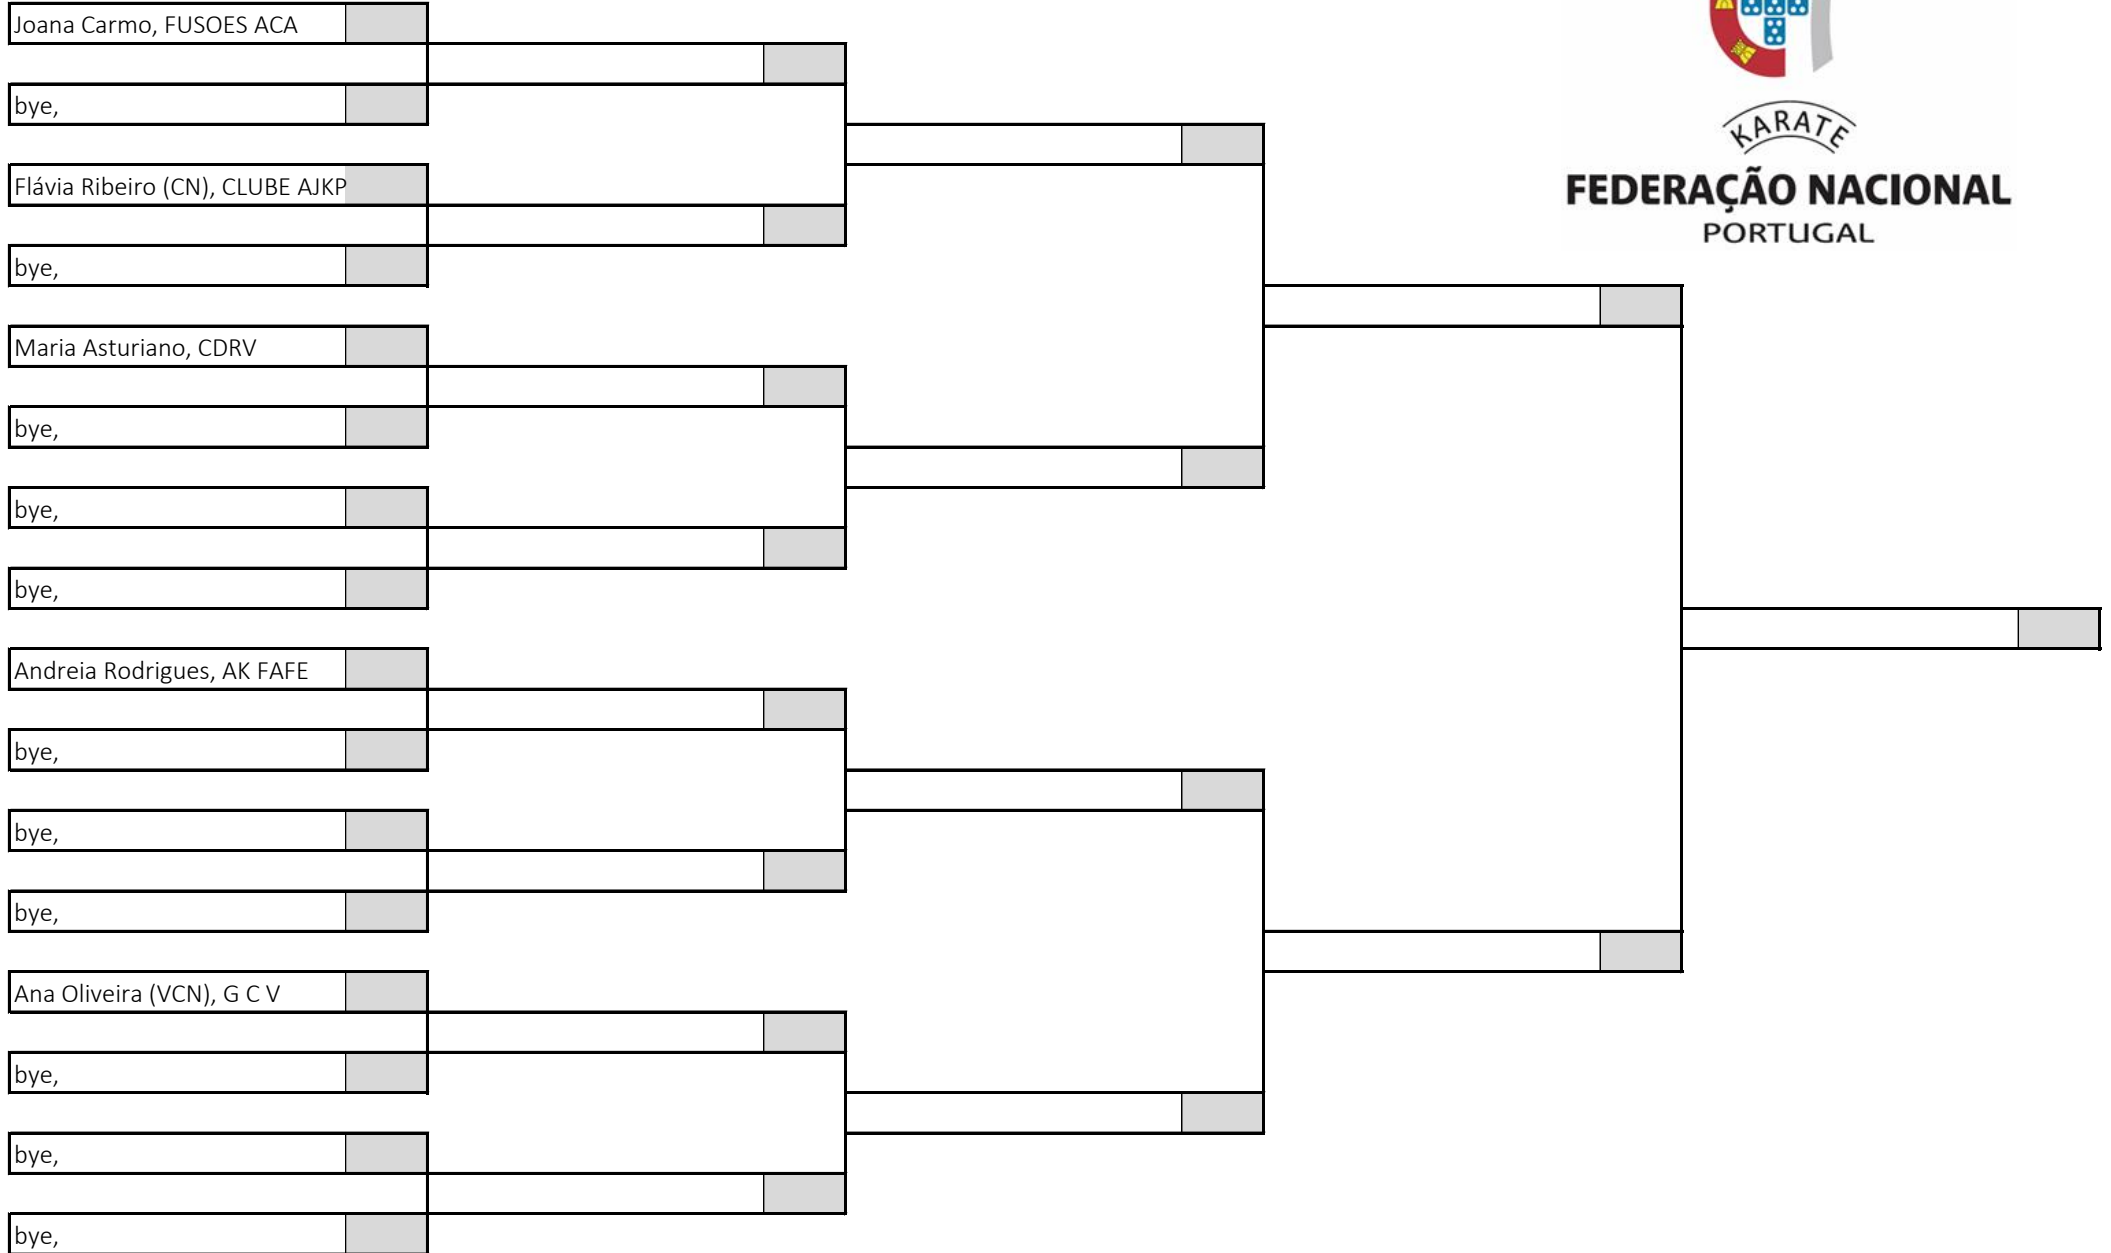 Joana Carmo, FUSOES ACA
bye,
Flávia Ribeiro (CN), CLUBE AJKP
bye,
Maria Asturiano, CDRV
bye,
bye,
bye,
Andreia Rodrigues, AK FAFE
bye,
bye,
bye,
Ana Oliveira (VCN), G C V
bye,
bye,
bye,
KARATE
FEDERAÇÃO NACIONAL
PORTUGAL